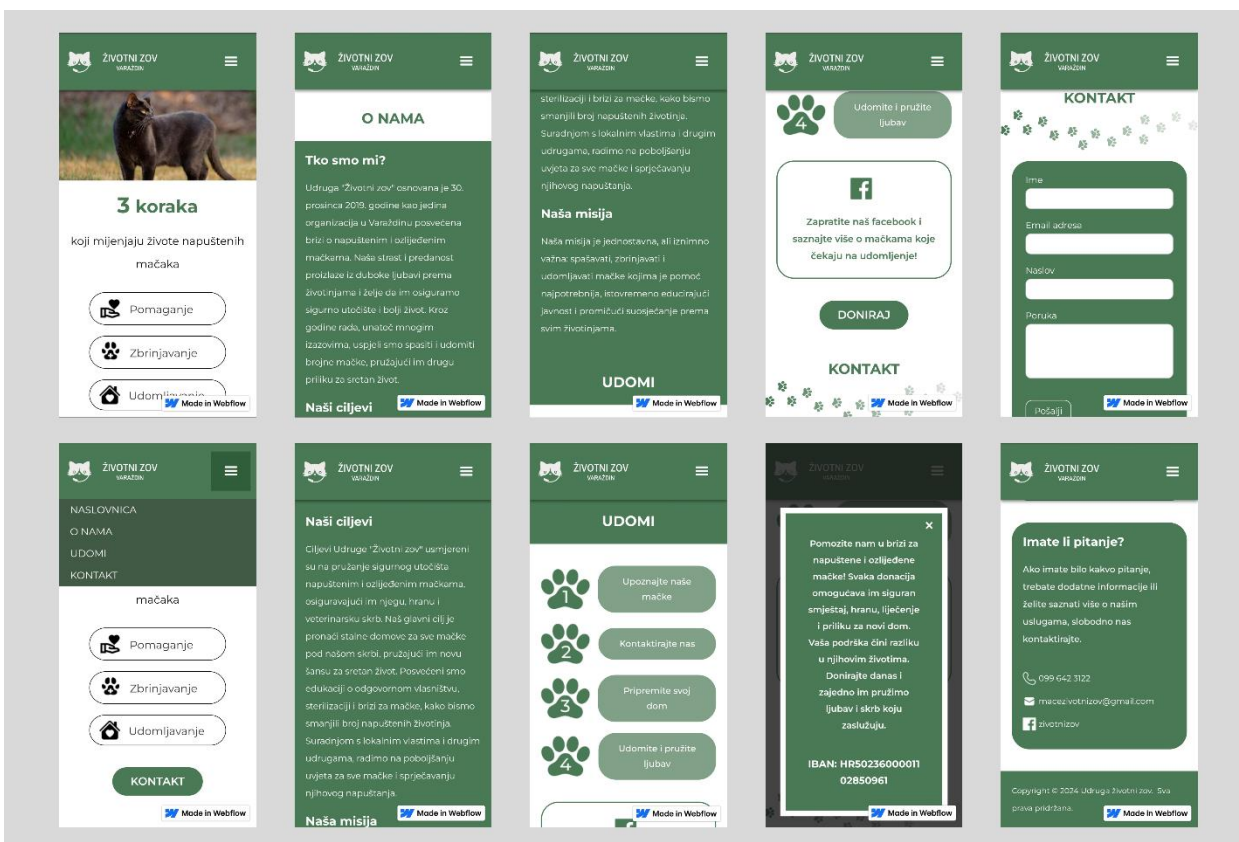 ŽIVOTNI ZOV
VARAŽDIN
3 koraka
koji mijenjaju živote napuštenih
mačaka
Pomaganje
Zbrinjavanje
Udomljavanje
Made in Webflow
ŽIVOTNI ZOV
VARAŽDIN
O NAMA
Tko smo mi?
Udruga "Životni zov" osnovana je 30.
prosinca 2019. godine kao jedina
organizacija u Varaždinu posvećena
brizi o napuštenim i ozlijeđenim
mačkama. Naša strast i predanost
proizlaze iz duboke ljubavi prema
životinjama i želje da im osiguramo
sigurno utočište i bolji život. Kroz
godine rada, unatoč mnogim
izazovima, uspjeli smo spasiti i udomiti
brojne mačke, pružajući im drugu
priliku za sretan život.
Naši ciljevi
Made in Webflow
ŽIVOTNI ZOV
VARAŽDIN
sterilizaciji i brizi za mačke, kako bismo
smanjili broj napuštenih životinja.
Suradnjom s lokalnim vlastima i drugim
udrugama, radimo na poboljšanju
uvjeta za sve mačke i sprječavanju
njihovog napuštanja.
Naša misija
Naša misija je jednostavna, ali iznimno
važna: spašavati, zbrinjavati i
udomljavati mačke kojima je pomoć
najpotrebnija, istovremeno educirajući
javnost i promičući suosjećanje prema
svim životinjama.
UDOMI
Made in Webflow
ŽIVOTNI ZOV
VARAŽDIN
4
Udomite i pružite
ljubav
Zapratite naš facebook i
saznajte više o mačkama koje
čekaju na udomljenje!
DONIRAJ
KONTAKT
Made in Webflow
ŽIVOTNI ZOV
VARAŽDIN
KONTAKT
Ime
Email adresa
Naslov
Poruka
Pošalji
Made in Webflow
ŽIVOTNI ZOV
VARAŽDIN
NASLOVNICA
O NAMA
UDOMI
KONTAKT
mačaka
Pomaganje
Zbrinjavanje
Udomljavanje
KONTAKT
Made in Webflow
ŽIVOTNI ZOV
VARAŽDIN
Naši ciljevi
Ciljevi Udruge "Životni zov" usmjereni
su na pružanje sigurnog utočišta
napuštenim i ozlijeđenim mačkama,
osiguravajući im njegu, hranu i
veterinarsku skrb. Naš glavni cilj je
pronaći stalne domove za sve mačke
pod našom skrbi, pružajući im novu
šansu za sretan život. Posvećeni smo
edukaciji o odgovornom vlasništvu,
sterilizaciji i brizi za mačke, kako bismo
smanjili broj napuštenih životinja.
Suradnjom s lokalnim vlastima i drugim
udrugama, radimo na poboljšanju
uvjeta za sve mačke i sprječavanju
njihovog napuštanja.
Naša misija
Made in Webflow
ŽIVOTNI ZOV
VARAŽDIN
UDOMI
1
Upoznajte naše
mačke
2
Kontaktirajte nas
3
Pripremite svoj
dom
4
Udomite i pružite
ljubav
Made in Webflow
ŽIVOTNI ZOV
VARAŽDIN
Pomozite nam u brizi za
napuštene i ozlijeđene
mačke! Svaka donacija
omogućava im siguran
smještaj, hranu, liječenje
i priliku za novi dom.
Vaša podrška čini razliku
u njihovim životima.
Donirajte danas i
zajedno im pružimo
ljubav i skrb koju
zaslužuju.
IBAN: HR50236000011
02850961
Made in Webflow
ŽIVOTNI ZOV
VARAŽDIN
Imate li pitanje?
Ako imate bilo kakvo pitanje,
trebate dodatne informacije ili
želite saznati više o našim
uslugama, slobodno nas
kontaktirajte.
099 642 3122
macezivotnizov@gmail.com
zivotnizov
Copyright © 2024 Udruga životni zov. Sva
prava pridržana.
Made in Webflow